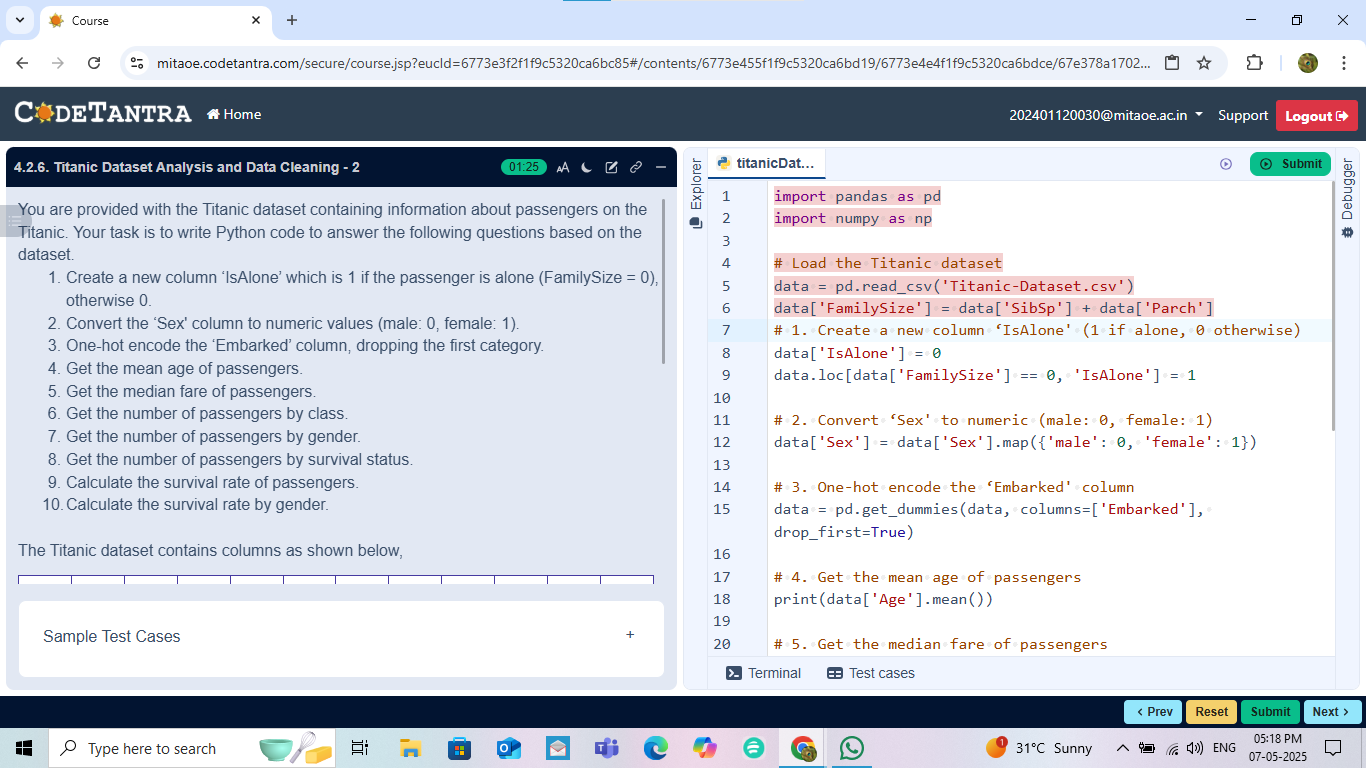 Course
mitaoe.codetantra.com/secure/course.jsp?eucId=6773e3f2f1f9c5320ca6bc85#/contents/6773e455f1f9c5320ca6bd19/6773e4e4f1f9c5320ca6bdce/67e378a1702...
CODETANTRA
Home
202401120030@mitaoe.ac.in
Support
Logout
4.2.6. Titanic Dataset Analysis and Data Cleaning - 2
01:25
AA
You are provided with the Titanic dataset containing information about passengers on the
Titanic. Your task is to write Python code to answer the following questions based on the
dataset.
1. Create a new column ‘IsAlone’ which is 1 if the passenger is alone (FamilySize = 0),
otherwise 0.
2. Convert the ‘Sex' column to numeric values (male: 0, female: 1).
3. One-hot encode the ‘Embarked’ column, dropping the first category.
4. Get the mean age of passengers.
5. Get the median fare of passengers.
6. Get the number of passengers by class.
7. Get the number of passengers by gender.
8. Get the number of passengers by survival status.
9. Calculate the survival rate of passengers.
10. Calculate the survival rate by gender.
The Titanic dataset contains columns as shown below,
Sample Test Cases
+
Explorer
titanicDat...
Submit
Debugger
1 import pandas as pd
2 import numpy as np
3
4 # Load the Titanic dataset
5 data = pd.read_csv('Titanic-Dataset.csv')
6 data['FamilySize'] = data['SibSp'] + data['Parch']
7 # 1. Create a new column ‘IsAlone' (1 if alone, 0 otherwise)
8 data['IsAlone'] = 0
9 data.loc[data['FamilySize'] == 0, 'IsAlone'] = 1
10
11 # 2. Convert ‘Sex' to numeric (male: 0, female: 1)
12 data['Sex'] = data['Sex'].map({'male': 0, 'female': 1})
13
14 # 3. One-hot encode the ‘Embarked' column
15 data = pd.get_dummies(data, columns=['Embarked'],
drop_first=True)
16
17 # 4. Get the mean age of passengers
18 print(data['Age'].mean())
19
20 # 5. Get the median fare of passengers
Terminal
Test cases
< Prev
Reset
Submit
Next >
Type here to search
1
31°C Sunny
ENG
05:18 PM
07-05-2025